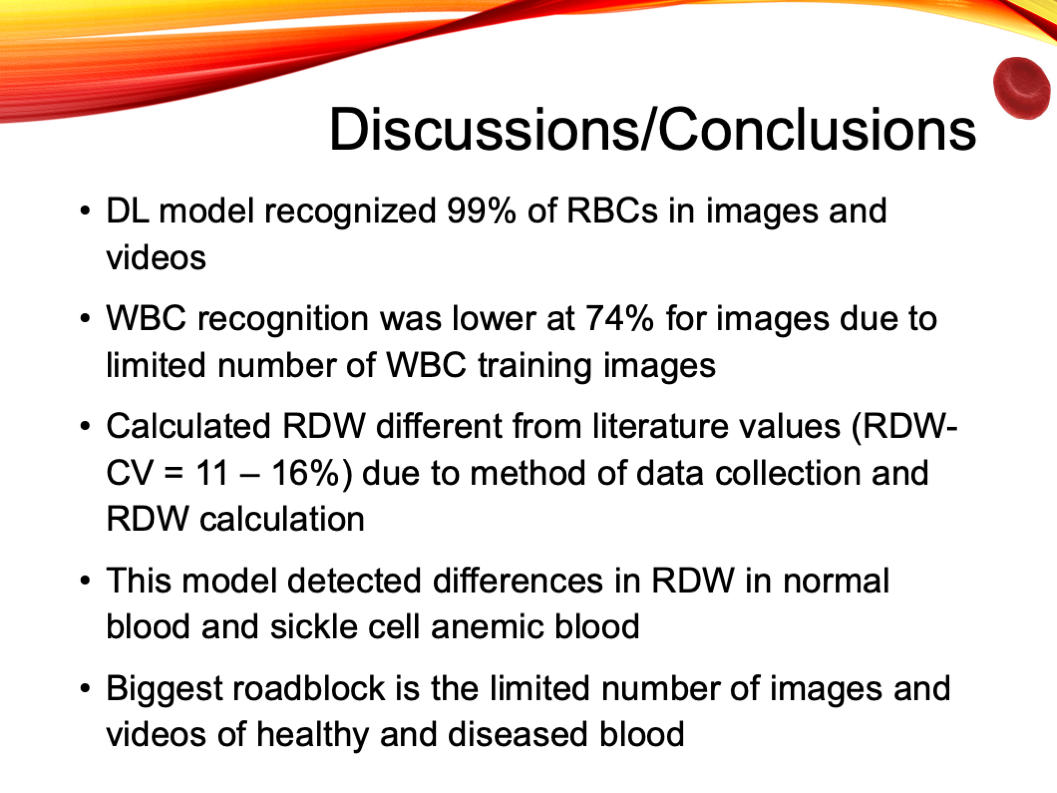 Discussions/Conclusions
• DL model recognized 99% of RBCs in images and
videos
• WBC recognition was lower at 74% for images due to
limited number of WBC training images
• Calculated RDW different from literature values (RDW-
CV = 11 – 16%) due to method of data collection and
RDW calculation
• This model detected differences in RDW in normal
blood and sickle cell anemic blood
• Biggest roadblock is the limited number of images and
videos of healthy and diseased blood